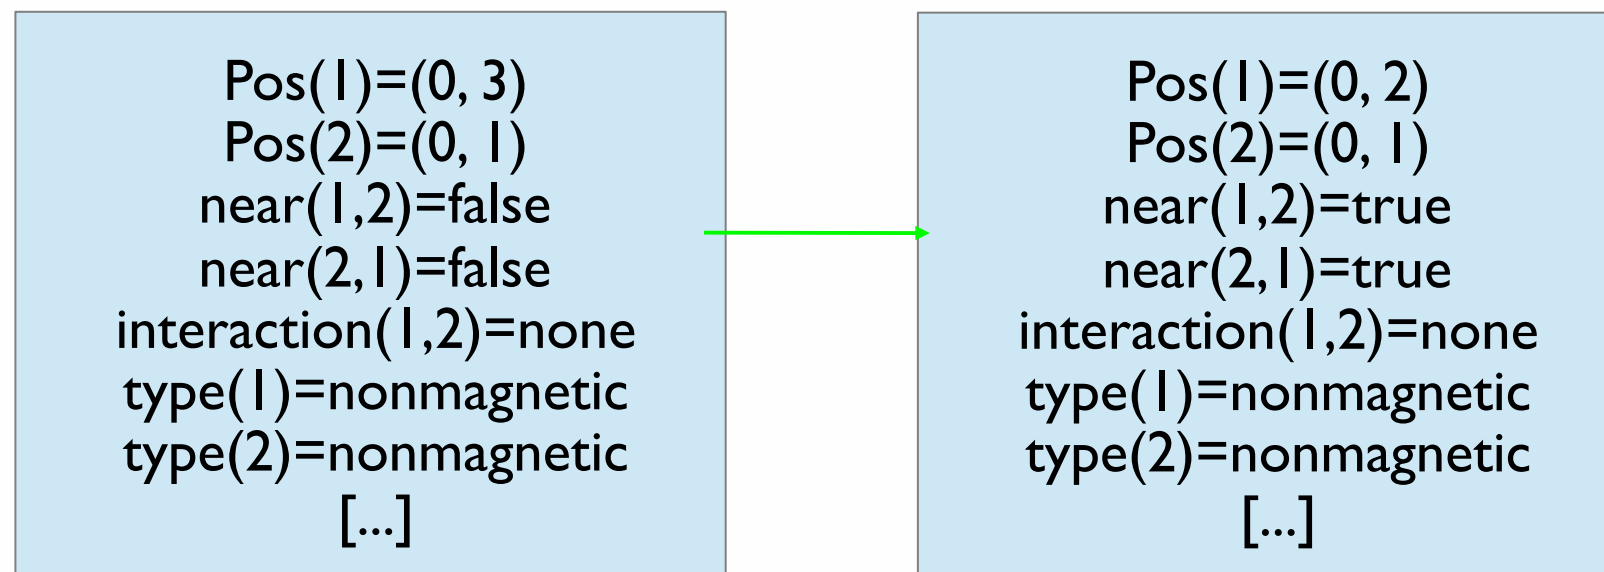 Pos(1)=(0, 3)
Pos(2)=(0, 1)
near(1,2)=false
near(2,1)=false
interaction(1,2)=none
type(1)=nonmagnetic
type(2)=nonmagnetic
[...]
Pos(1)=(0, 2)
Pos(2)=(0, 1)
near(1,2)=true
near(2,1)=true
interaction(1,2)=none
type(1)=nonmagnetic
type(2)=nonmagnetic
[...]